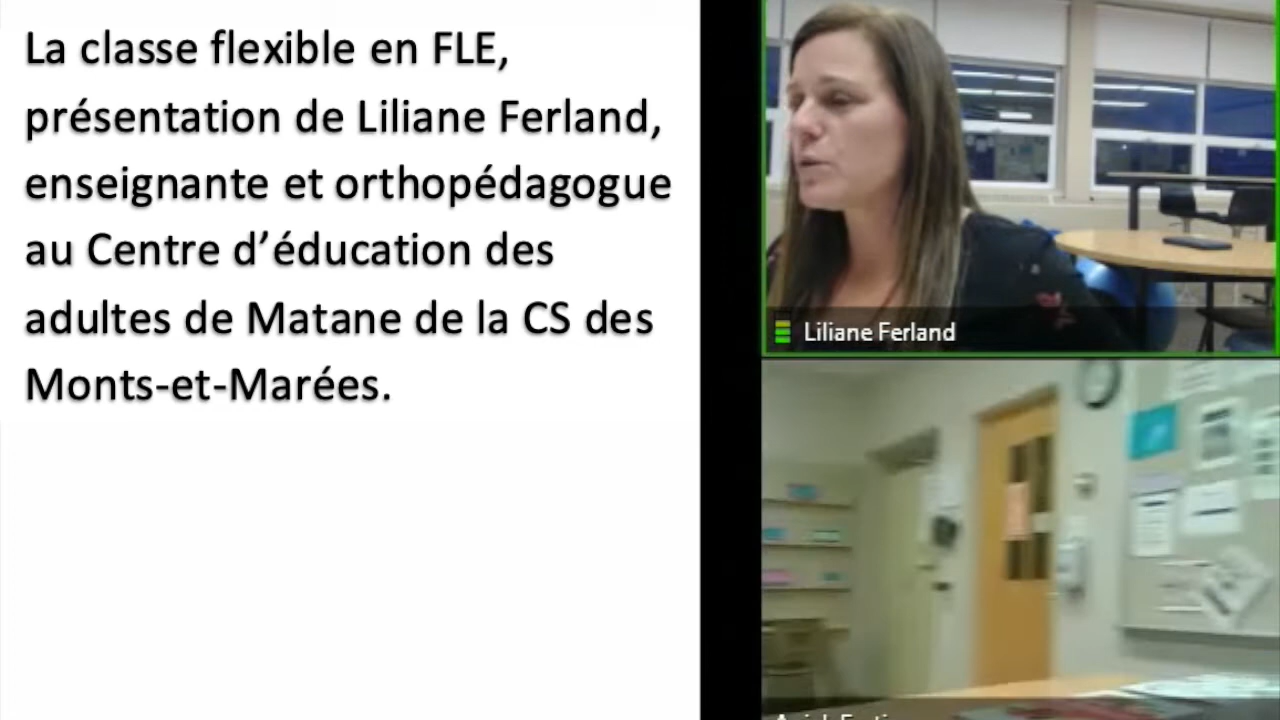 La classe flexible en FLE,
présentation de Liliane Ferland,
enseignante et orthopédagogue
au Centre d’éducation des
adultes de Matane de la CS des
Monts-et-Marées.
Liliane Ferland